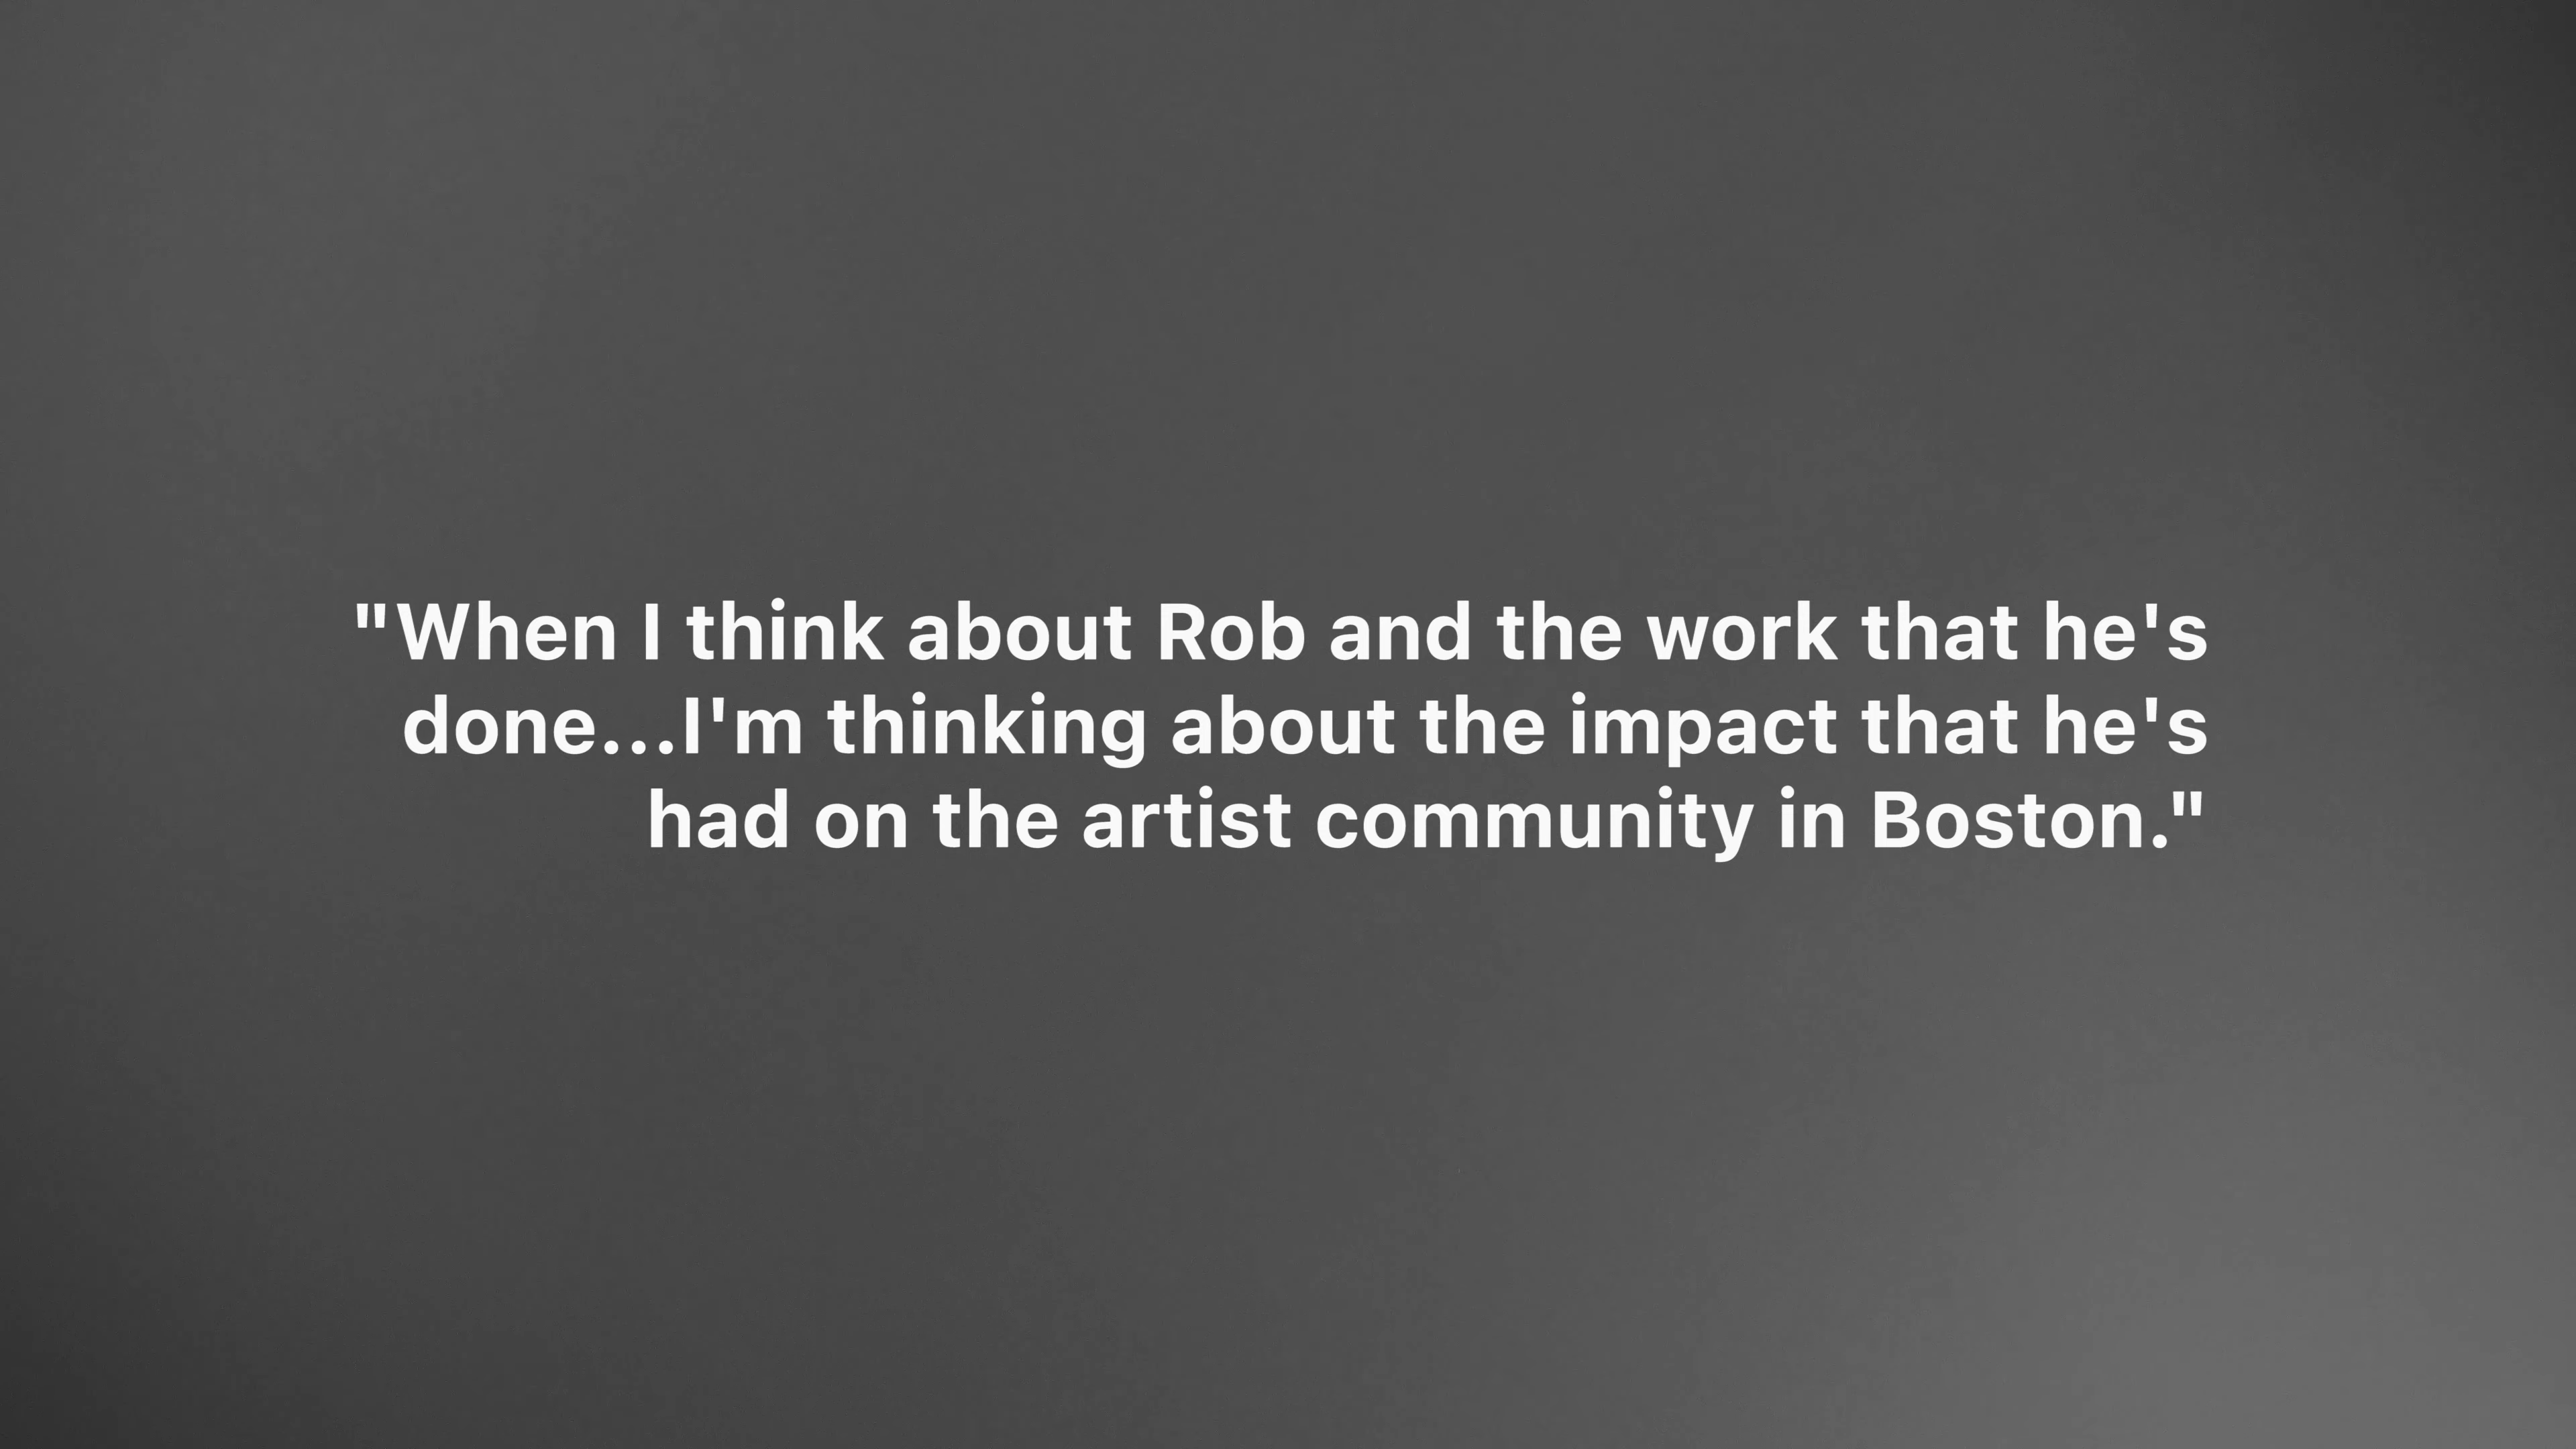 "When I think about Rob and the work that he's
done...I'm thinking about the impact that he's
had on the artist community in Boston."